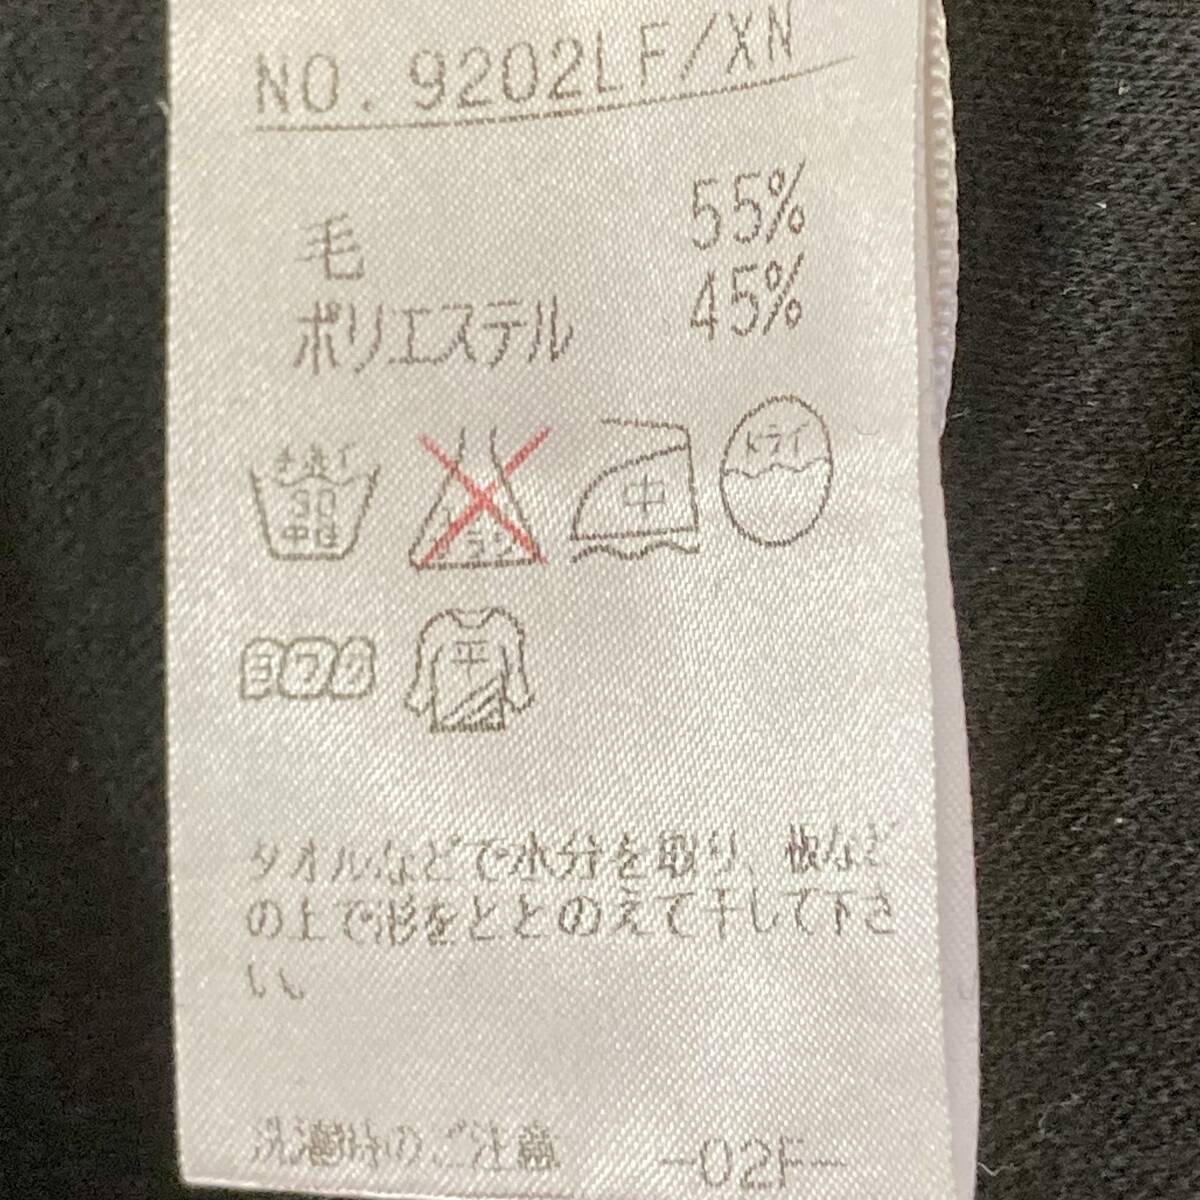 NO. 9202LF/XN
毛 55%
ポリエステル 45%
手洗イ
30
中性
中
ドライ
ヨワク
平
タオルなどで水分を取り、板など
の上で形をととのえて干して下さ
い。
洗濯時のご注意 -02F-